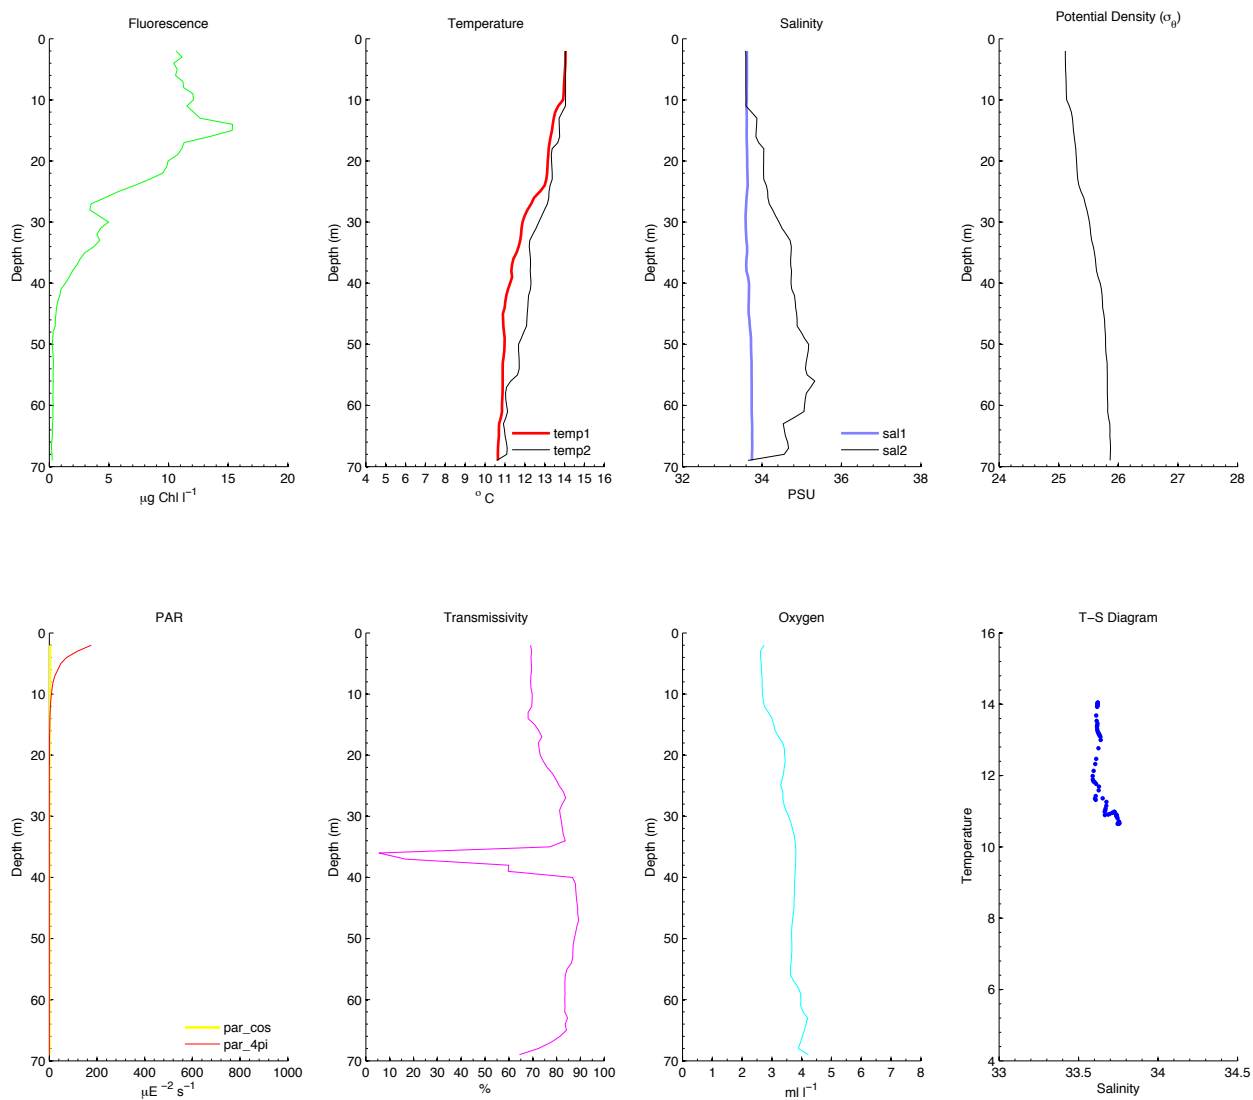 Fluorescence
0
10
20
30
40
50
60
70
0 5 10 15 20
Depth (m)
μg Chl l⁻¹
Temperature
0
10
20
30
40
50
60
70
4 5 6 7 8 9 10 11 12 13 14 15 16
Depth (m)
° C
temp1
temp2
Salinity
0
10
20
30
40
50
60
70
32 34 36 38
Depth (m)
PSU
sal1
sal2
Potential Density (σθ)
0
10
20
30
40
50
60
70
24 25 26 27 28
Depth (m)
PAR
0
10
20
30
40
50
60
70
0 200 400 600 800 1000
Depth (m)
μE ⁻² s⁻¹
par_cos
par_4pi
Transmissivity
0
10
20
30
40
50
60
70
0 10 20 30 40 50 60 70 80 90 100
Depth (m)
%
Oxygen
0
10
20
30
40
50
60
70
0 1 2 3 4 5 6 7 8
Depth (m)
ml l⁻¹
T−S Diagram
16
14
12
10
8
6
4
33 33.5 34 34.5
Temperature
Salinity